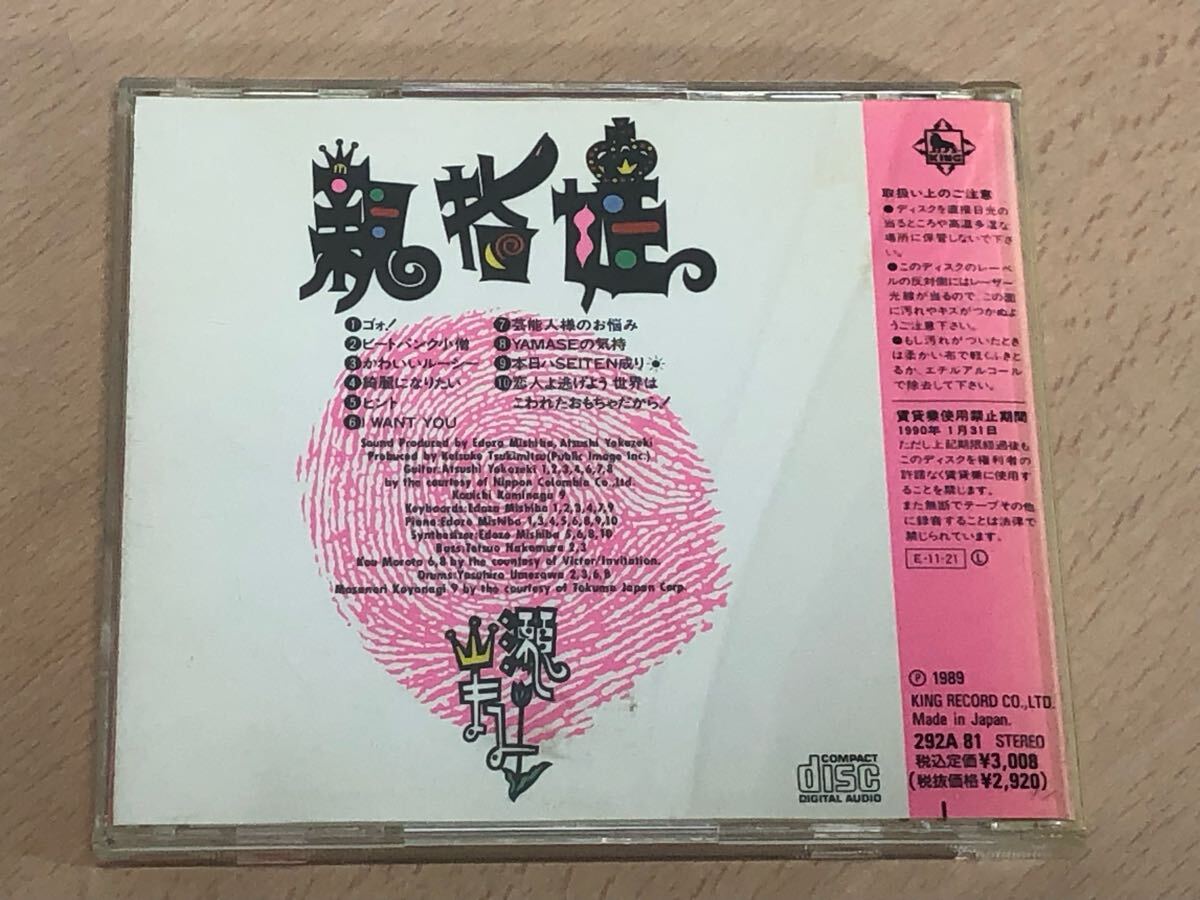 親指姫
❶ゴォ!
❷ビートパンク小僧
❸かわいいルーシー
❹綺麗になりたい
❺ヒント
❻I WANT YOU
❼芸能人様のお悩み
❽YAMASEの気持
❾本日ハSEITEN成り
❿恋人よ逃げよう世界は
こわれたおもちゃだから!
Sound Produced by Edozo Mishiba, Atsushi Yokozeki
Produced by Keisuke Tsukimitsu(Public Image Inc.)
Guitar:Atsushi Yokozeki 1,2,3,4,6,7,8
by the courtesy of Nippon Colombia Co.,Ltd.
Kouichi Kaminaga 9
Keyboards:Edozo Mishiba 1,2,3,4,7,9
Piano:Edozo Mishiba 1,3,4,5,6,8,9,10
Synthesizer:Edozo Mishiba 5,6,8,10
Bass:Tetsuo Nakamura 2,3
Kou Morota 6,8 by the courtesy of Victor/Invitation.
Drums:Yasuhiro Umezawa 2,3,6,8
Masanori Koyanagi 9 by the courtesy of Tokuma Japan Corp.
山瀬まみ
COMPACT
disc
DIGITAL AUDIO
KING
取扱い上のご注意
●ディスクを直接日光の
当るところや高温多湿な
場所に保管しないで下さ
い。
●このディスクのレーベ
ルの反対側にはレーザー
光線が当るので、この面
に汚れやキズがつかぬよ
うご注意下さい。
●もし汚れがついたとき
は柔かい布で軽くふきと
るか、エチルアルコール
で除去して下さい。
賃貸業使用禁止期間
1990年 1月31日
ただし上記期限経過後も
このディスクを権利者の
許諾なく賃貸業に使用す
ることを禁じます。
また無断でテープその他
に録音することは法律で
禁じられています。
E-11-21 Ⓛ
Ⓟ 1989
KING RECORD CO.,LTD.
Made in Japan.
292A 81 STEREO
税込定価¥3,008
(税抜価格¥2,920)